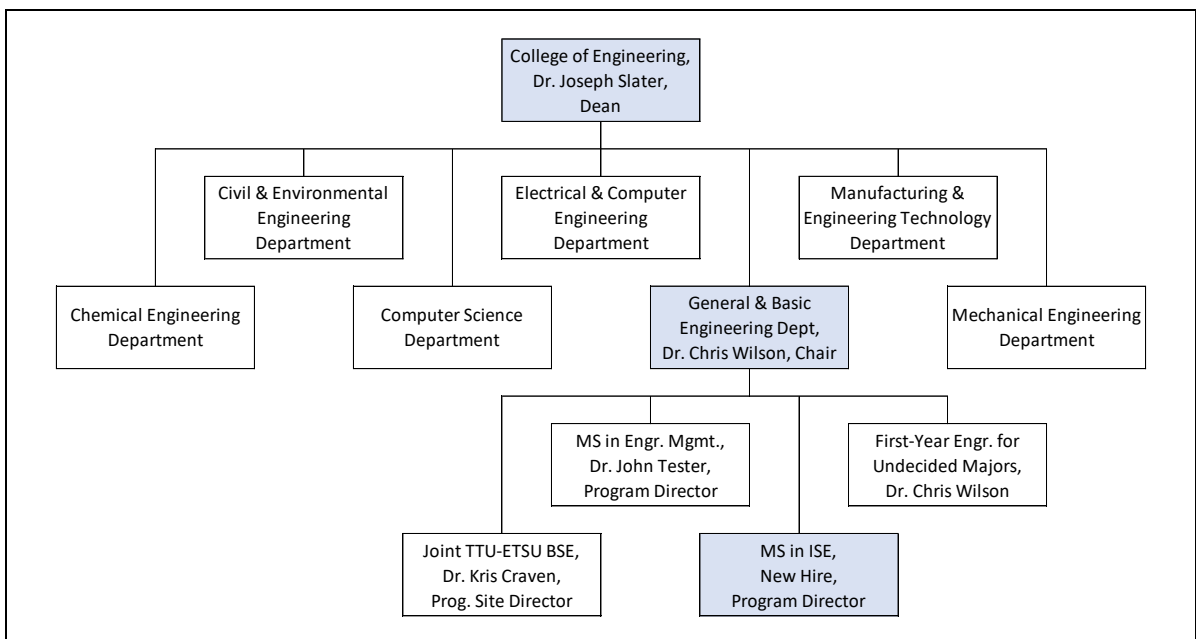 College of Engineering,
Dr. Joseph Slater,
Dean
Civil & Environmental
Engineering
Department
Electrical & Computer
Engineering
Department
Manufacturing &
Engineering Technology
Department
Chemical Engineering
Department
Computer Science
Department
General & Basic
Engineering Dept,
Dr. Chris Wilson, Chair
Mechanical Engineering
Department
MS in Engr. Mgmt.,
Dr. John Tester,
Program Director
First-Year Engr. for
Undecided Majors,
Dr. Chris Wilson
Joint TTU-ETSU BSE,
Dr. Kris Craven,
Prog. Site Director
MS in ISE,
New Hire,
Program Director